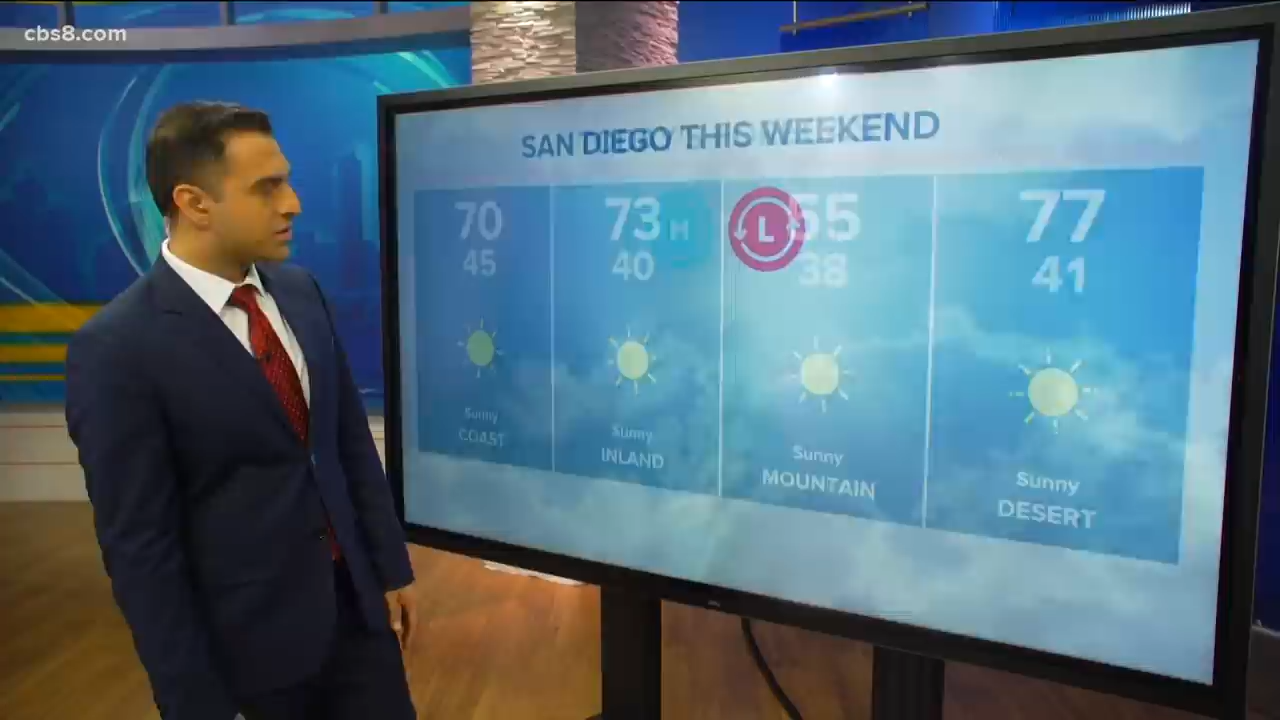 cbs8.com
SAN DIEGO THIS WEEKEND
70
45
Sunny
COAST
73
H
40
Sunny
INLAND
L
55
38
Sunny
MOUNTAIN
77
41
Sunny
DESERT